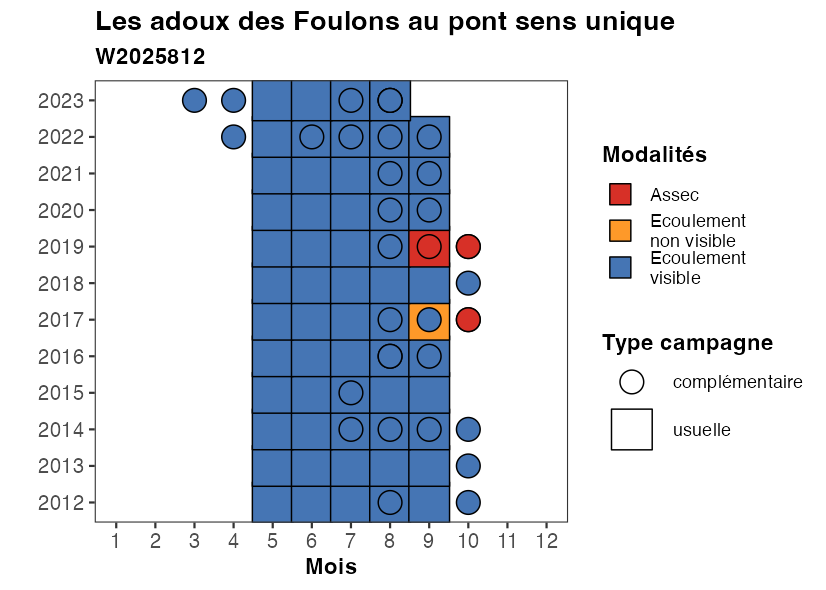 Les adoux des Foulons au pont sens unique
W2025812
2023
2022
2021
2020
2019
2018
2017
2016
2015
2014
2013
2012
1 2 3 4 5 6 7 8 9 10 11 12
Mois
Modalités
Assec
Ecoulement
non visible
Ecoulement
visible
Type campagne
complémentaire
usuelle